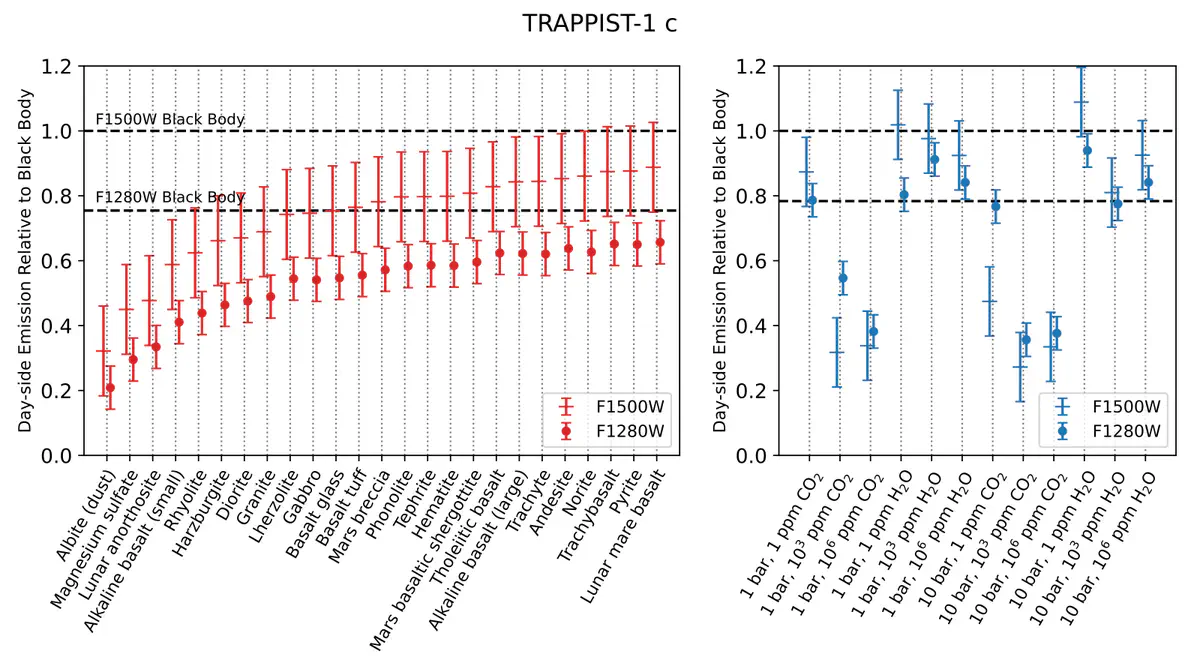 TRAPPIST-1 c
Day-side Emission Relative to Black Body
1.2
1.0
0.8
0.6
0.4
0.2
0.0
F1500W Black Body
F1280W Black Body
F1500W
F1280W
Albite (dust)
Magnesium sulfate
Lunar anorthosite
Alkaline basalt (small)
Rhyolite
Harzburgite
Diorite
Granite
Lherzolite
Gabbro
Basalt glass
Basalt tuff
Mars breccia
Phonolite
Tephrite
Hematite
Mars basaltic shergottite
Tholeiitic basalt
Alkaline basalt (large)
Trachyte
Andesite
Norite
Trachybasalt
Pyrite
Lunar mare basalt
Day-side Emission Relative to Black Body
1.2
1.0
0.8
0.6
0.4
0.2
0.0
F1500W
F1280W
1 bar, 1 ppm CO₂
1 bar, 10³ ppm CO₂
1 bar, 10⁶ ppm CO₂
1 bar, 1 ppm H₂O
1 bar, 10³ ppm H₂O
1 bar, 10⁶ ppm H₂O
10 bar, 1 ppm CO₂
10 bar, 10³ ppm CO₂
10 bar, 10⁶ ppm CO₂
10 bar, 1 ppm H₂O
10 bar, 10³ ppm H₂O
10 bar, 10⁶ ppm H₂O